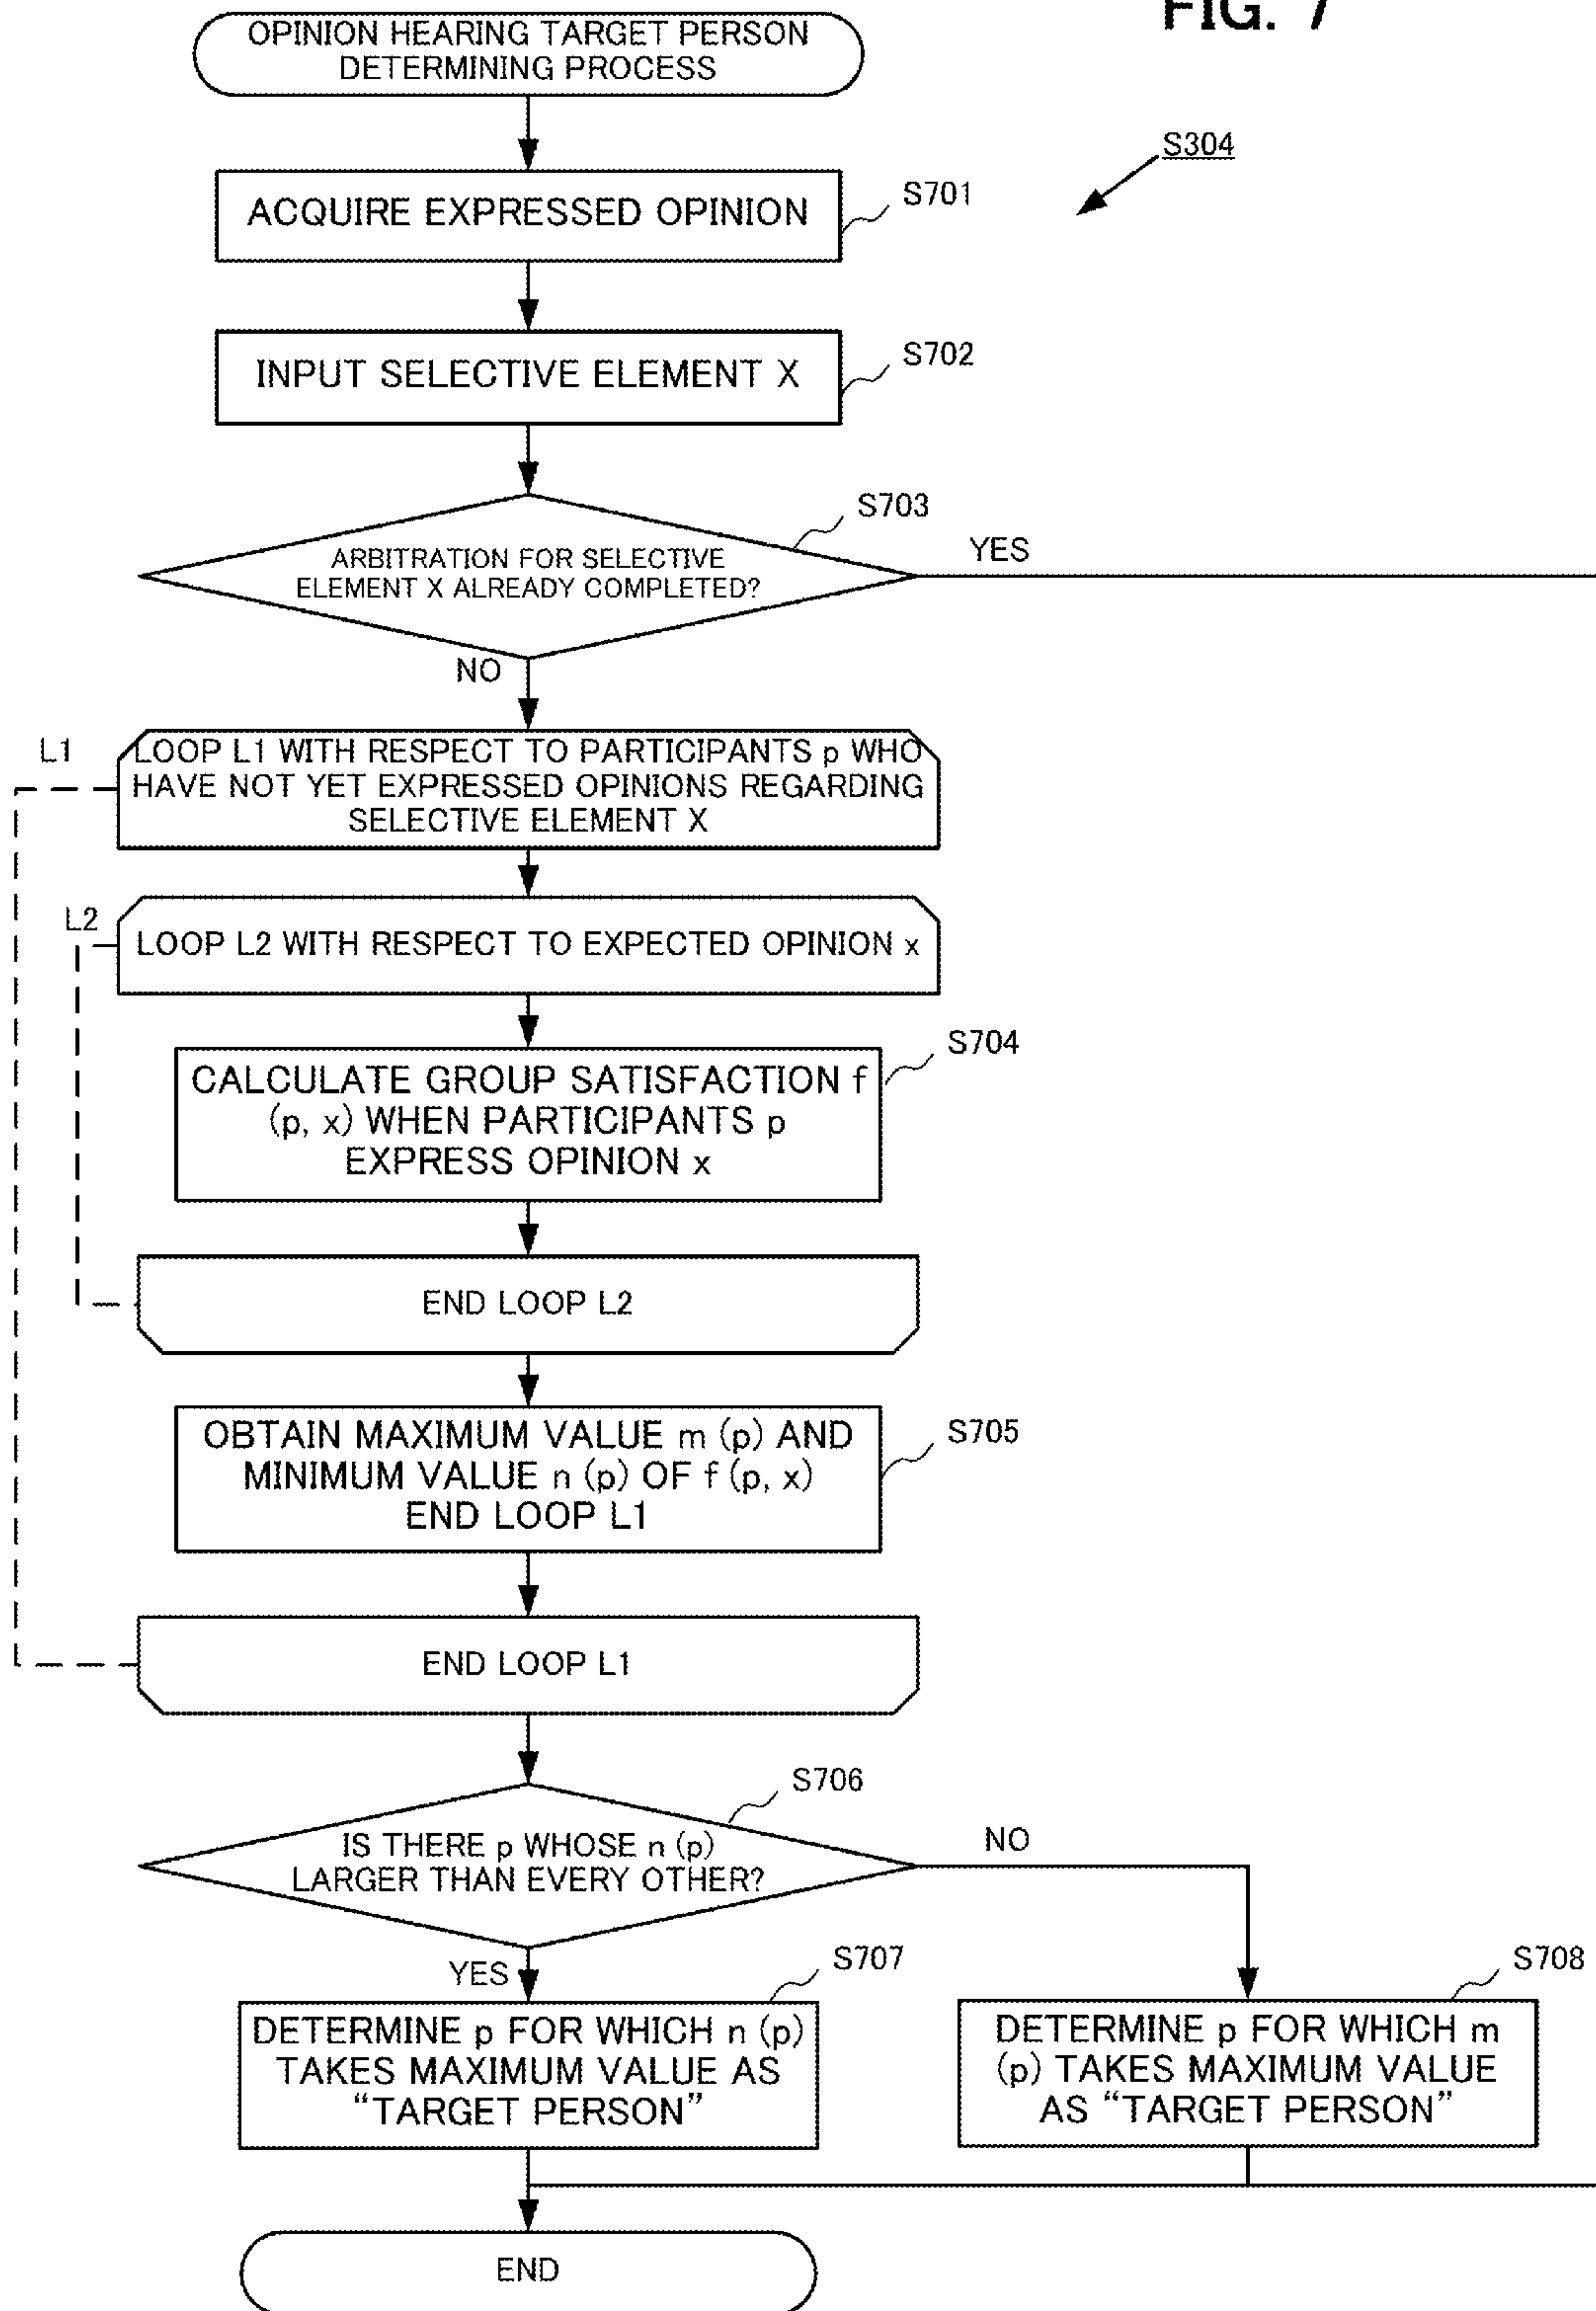 FIG. 7
OPINION HEARING TARGET PERSON
DETERMINING PROCESS
S304
ACQUIRE EXPRESSED OPINION
S701
INPUT SELECTIVE ELEMENT X
S702
S703
ARBITRATION FOR SELECTIVE
ELEMENT X ALREADY COMPLETED?
YES
NO
L1
LOOP L1 WITH RESPECT TO PARTICIPANTS p WHO
HAVE NOT YET EXPRESSED OPINIONS REGARDING
SELECTIVE ELEMENT X
L2
LOOP L2 WITH RESPECT TO EXPECTED OPINION x
S704
CALCULATE GROUP SATISFACTION f
(p, x) WHEN PARTICIPANTS p
EXPRESS OPINION x
END LOOP L2
S705
OBTAIN MAXIMUM VALUE m (p) AND
MINIMUM VALUE n (p) OF f (p, x)
END LOOP L1
END LOOP L1
S706
IS THERE p WHOSE n (p)
LARGER THAN EVERY OTHER?
NO
YES
S707
DETERMINE p FOR WHICH n (p)
TAKES MAXIMUM VALUE AS
“TARGET PERSON”
S708
DETERMINE p FOR WHICH m
(p) TAKES MAXIMUM VALUE
AS “TARGET PERSON”
END